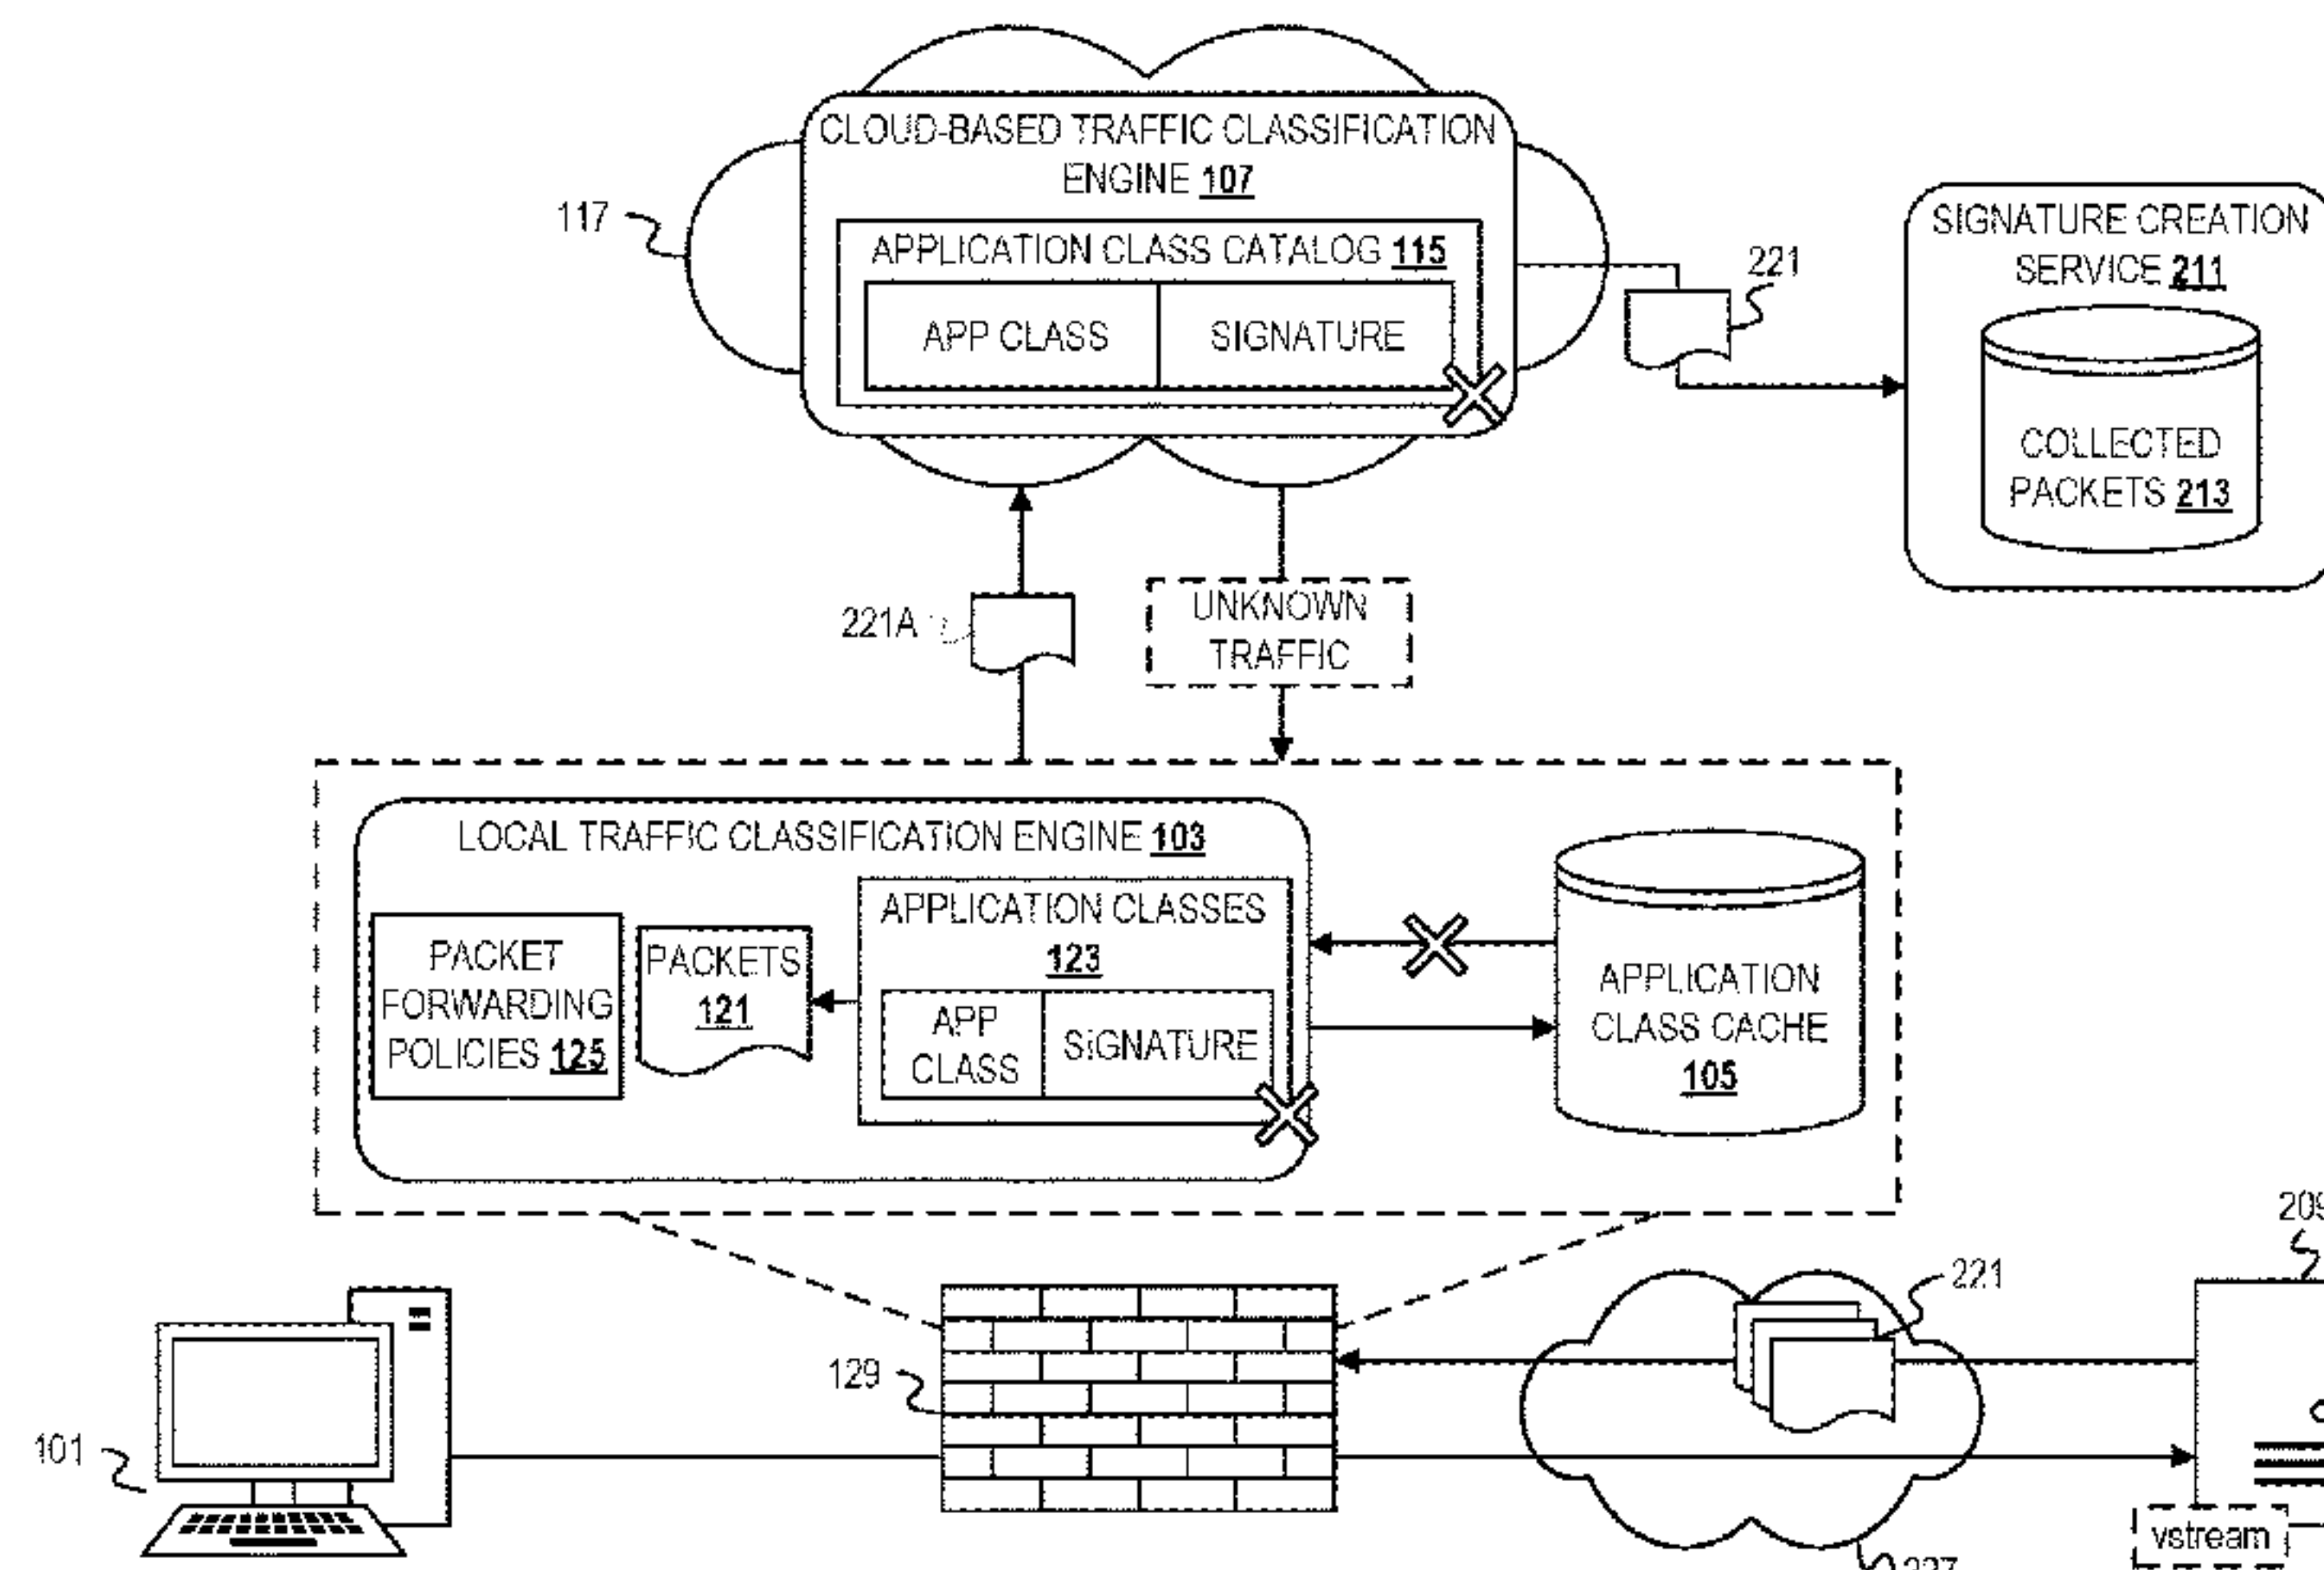 CLOUD-BASED TRAFFIC CLASSIFICATION
ENGINE 107
117
APPLICATION CLASS CATALOG 115
APP CLASS
SIGNATURE
221
SIGNATURE CREATION
SERVICE 211
COLLECTED
PACKETS 213
221A
UNKNOWN
TRAFFIC
LOCAL TRAFFIC CLASSIFICATION ENGINE 103
PACKET
FORWARDING
POLICIES 125
PACKETS
121
APPLICATION CLASSES
123
APP
CLASS
SIGNATURE
APPLICATION
CLASS CACHE
105
209
221
129
101
vstream